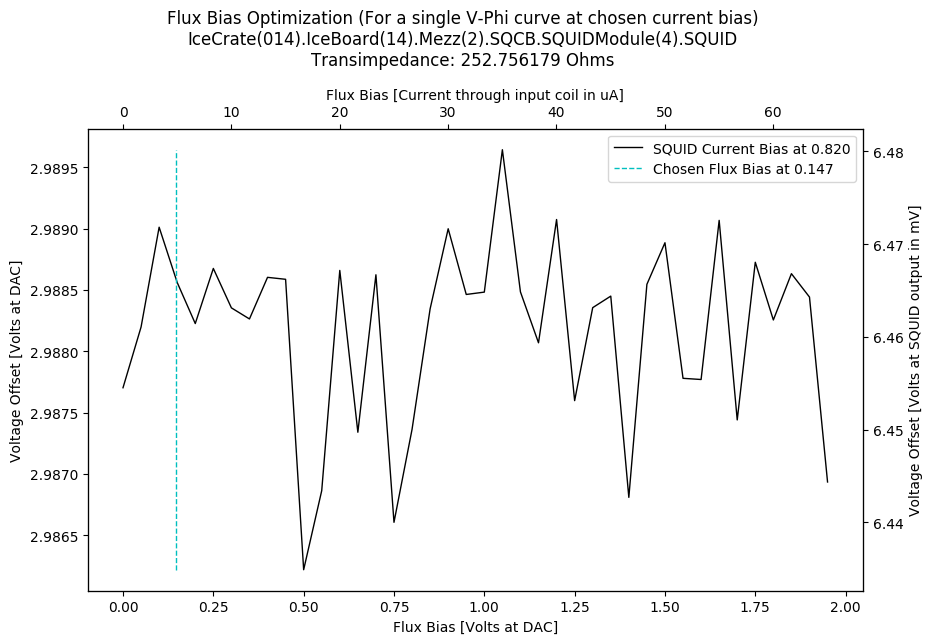 Flux Bias Optimization (For a single V-Phi curve at chosen current bias)
IceCrate(014).IceBoard(14).Mezz(2).SQCB.SQUIDModule(4).SQUID
Transimpedance: 252.756179 Ohms
Flux Bias [Current through input coil in uA]
0 10 20 30 40 50 60
SQUID Current Bias at 0.820
Chosen Flux Bias at 0.147
Voltage Offset [Volts at DAC]
2.9895
2.9890
2.9885
2.9880
2.9875
2.9870
2.9865
6.48
6.47
6.46
6.45
6.44
Voltage Offset [Volts at SQUID output in mV]
0.00 0.25 0.50 0.75 1.00 1.25 1.50 1.75 2.00
Flux Bias [Volts at DAC]